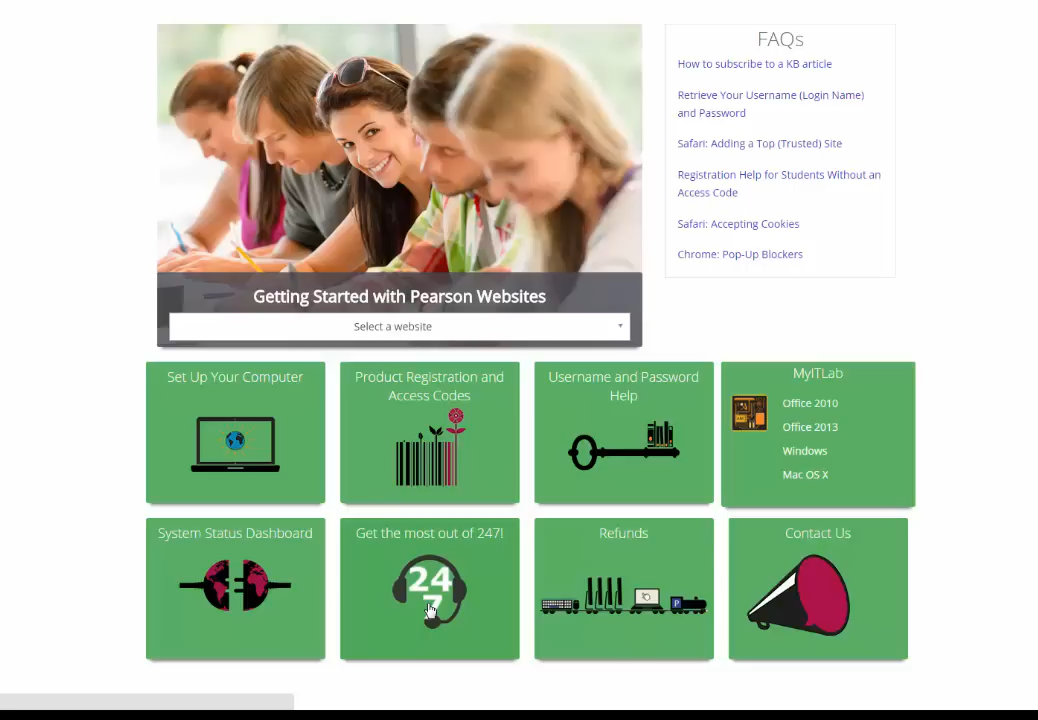 FAQs
How to subscribe to a KB article
Retrieve Your Username (Login Name)
and Password
Safari: Adding a Top (Trusted) Site
Registration Help for Students Without an
Access Code
Safari: Accepting Cookies
Chrome: Pop-Up Blockers
Getting Started with Pearson Websites
Select a website
Set Up Your Computer
Product Registration and
Access Codes
Username and Password
Help
MyITLab
Office 2010
Office 2013
Windows
Mac OS X
System Status Dashboard
Get the most out of 247!
24
7
Refunds
P
Contact Us